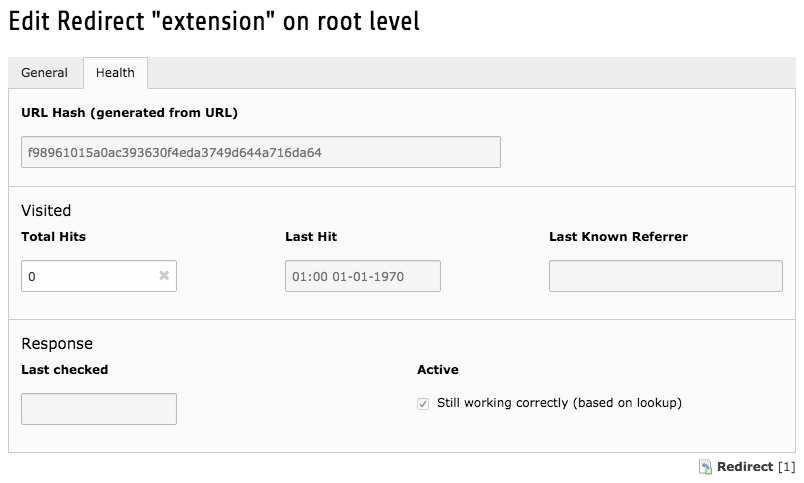 Edit Redirect "extension" on root level
General Health
URL Hash (generated from URL)
f98961015a0ac393630f4eda3749d644a716da64
Visited
Total Hits Last Hit Last Known Referrer
0 01:00 01-01-1970
Response
Last checked Active
Still working correctly (based on lookup)
Redirect [1]